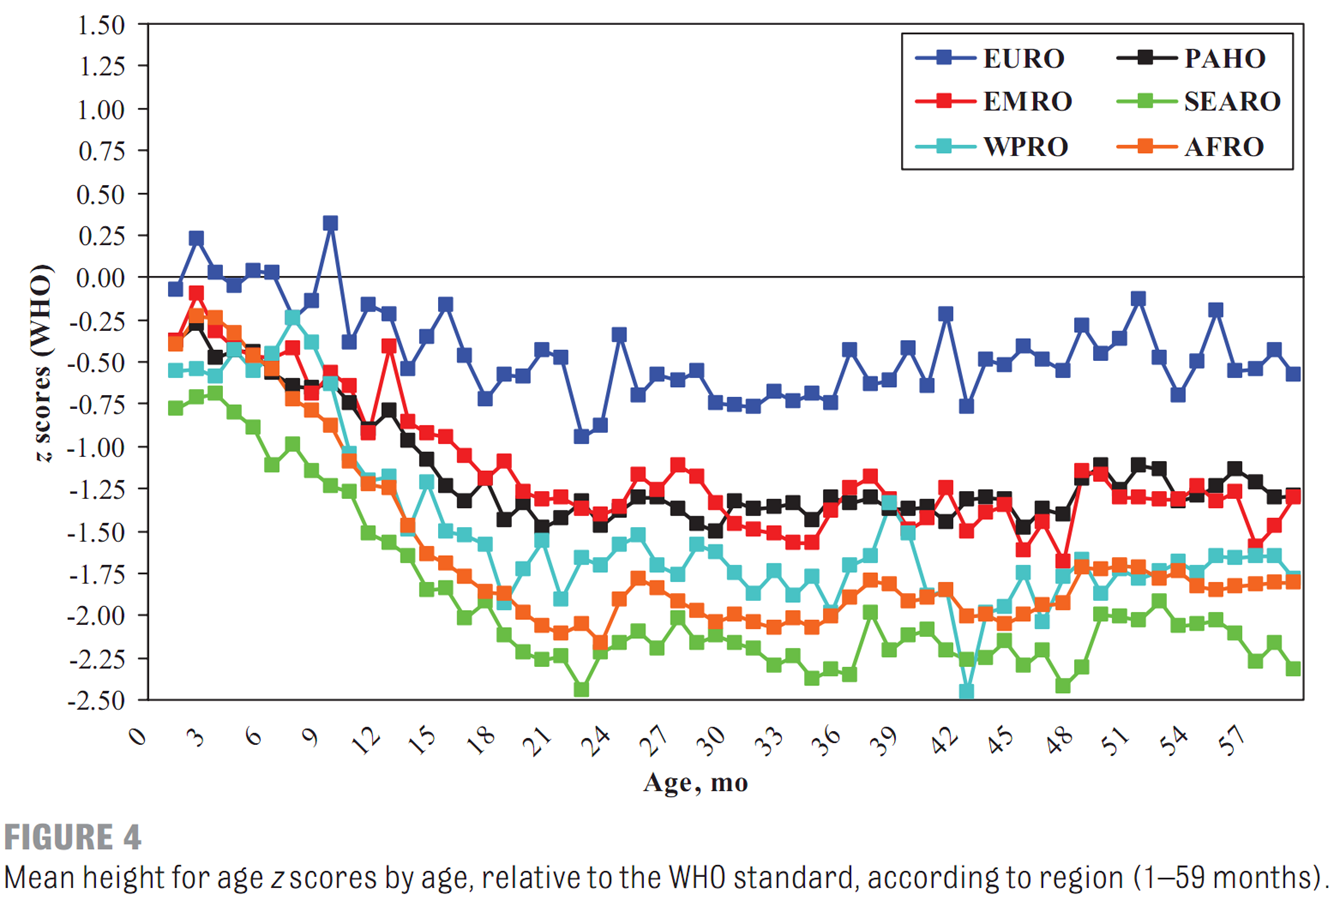 1.50
1.25
1.00
0.75
0.50
0.25
0.00
-0.25
-0.50
-0.75
-1.00
-1.25
-1.50
-1.75
-2.00
-2.25
-2.50
z scores (WHO)
EURO PAHO
EMRO SEARO
WPRO AFRO
0 3 6 9 12 15 18 21 24 27 30 33 36 39 42 45 48 51 54 57
Age, mo
FIGURE 4
Mean height for age z scores by age, relative to the WHO standard, according to region (1–59 months).